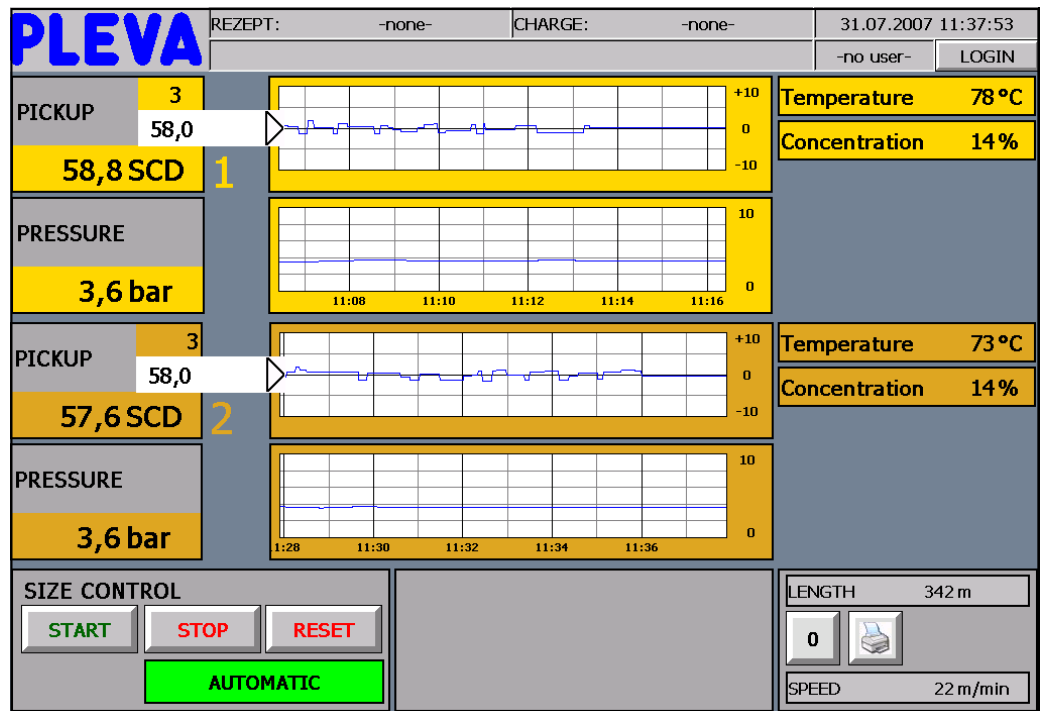 PLEVA
REZEPT: -none- CHARGE: -none- 31.07.2007 11:37:53
-no user- LOGIN
PICKUP 3
58,0
58,8 SCD
1
+10
0
-10
Temperature 78 °C
Concentration 14 %
PRESSURE
3,6 bar
10
0
11:08 11:10 11:12 11:14 11:16
PICKUP 3
58,0
57,6 SCD
2
+10
0
-10
Temperature 73 °C
Concentration 14 %
PRESSURE
3,6 bar
10
0
1:28 11:30 11:32 11:34 11:36
SIZE CONTROL
START STOP RESET
AUTOMATIC
LENGTH 342 m
0
SPEED 22 m/min